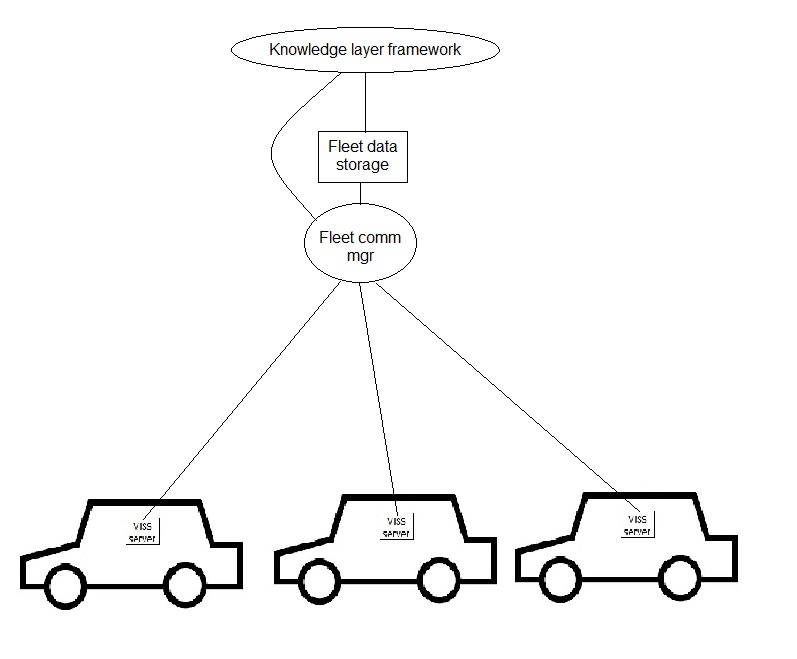 Knowledge layer framework
Fleet data
storage
Fleet comm
mgr
VISS
server
VISS
server
VISS
server